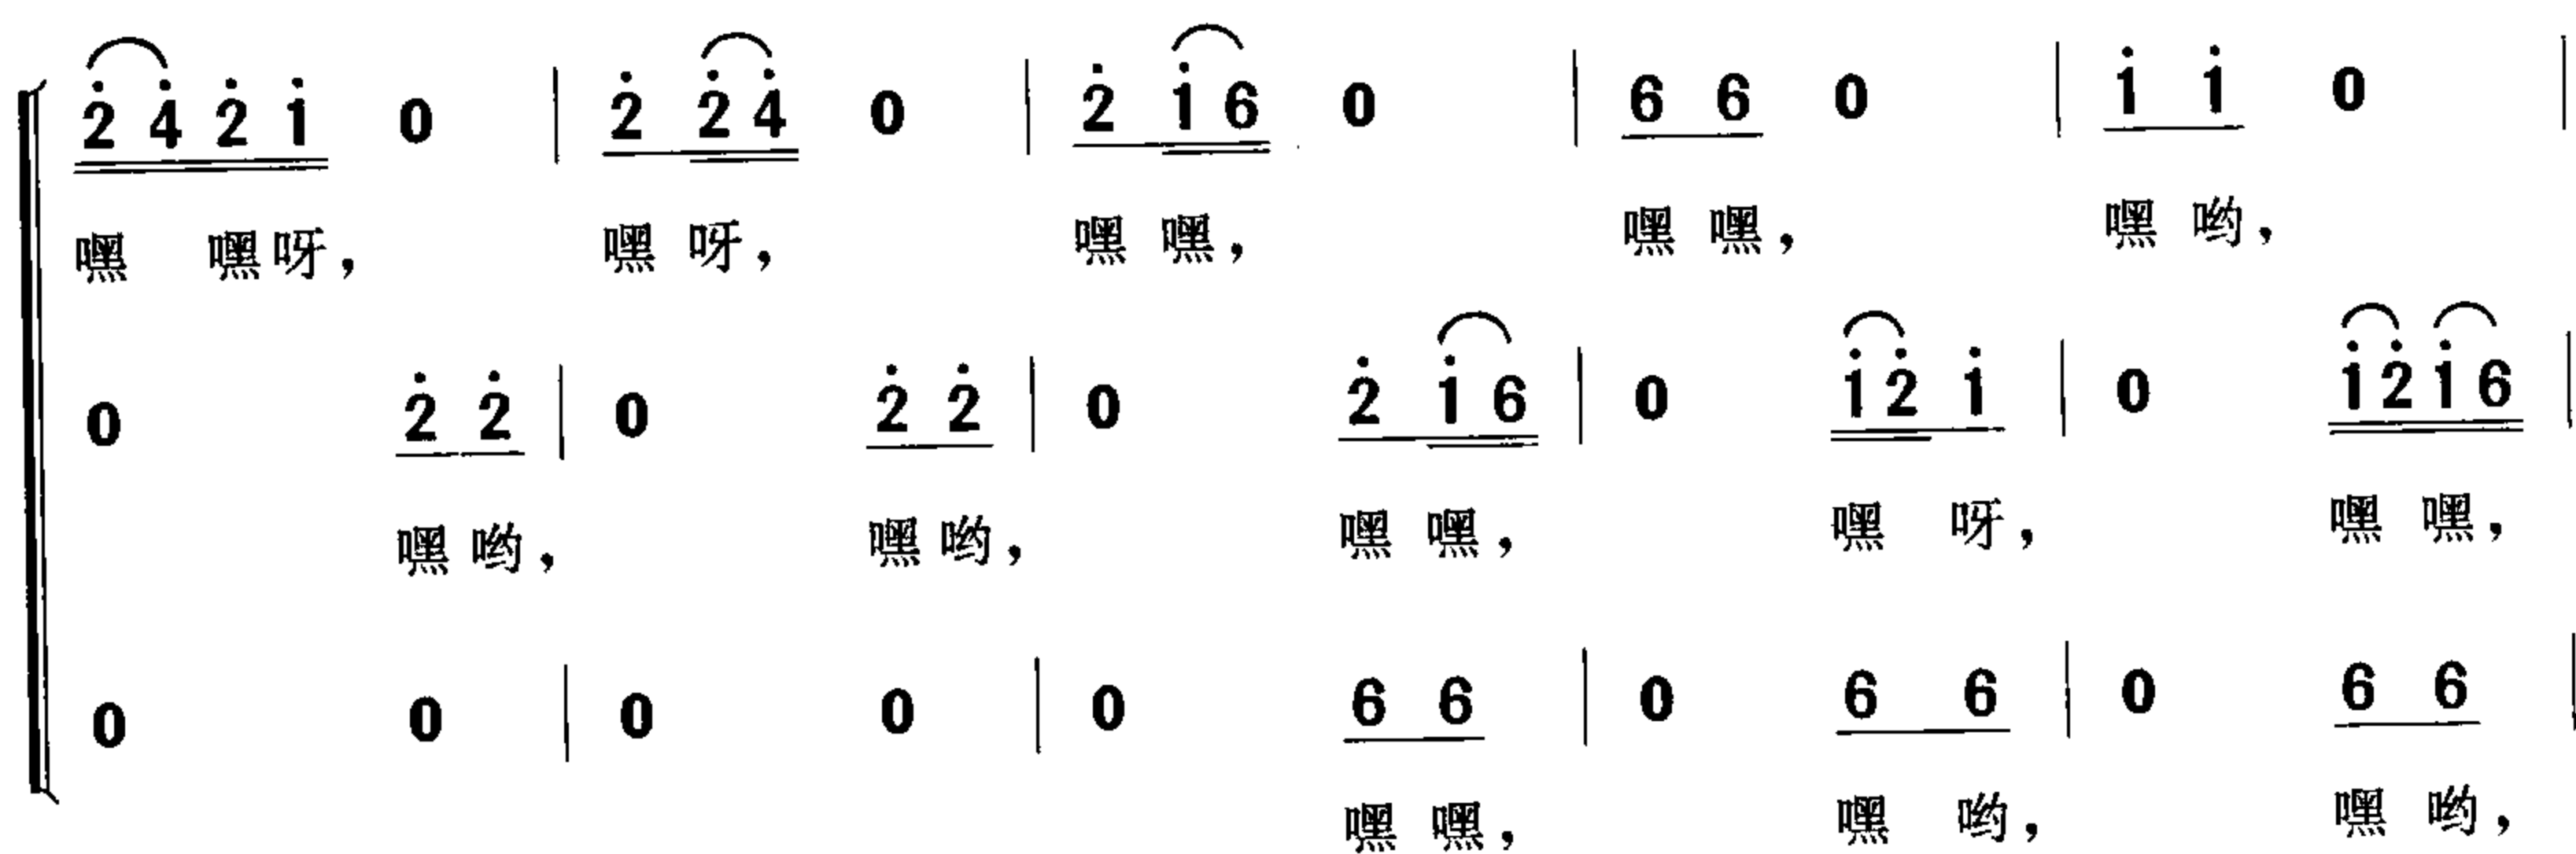 2̇ 4̇ 2̇ 1̇ 0 | 2̇ 2̇ 4̇ 0 | 2̇ 1̇ 6 0 | 6 6 0 | 1̇ 1̇ 0 |
嘿 嘿呀， 嘿 呀， 嘿 嘿， 嘿 嘿， 嘿 哟，
0 2̇ 2̇ | 0 2̇ 2̇ | 0 2̇ 1̇ 6 | 0 1̇ 2̇ 1̇ | 0 1̇ 2̇ 1̇ 6 |
嘿 哟， 嘿 哟， 嘿 嘿， 嘿 呀， 嘿 嘿，
0 0 | 0 0 | 0 6 6 | 0 6 6 | 0 6 6 |
嘿 嘿， 嘿 哟， 嘿 哟，